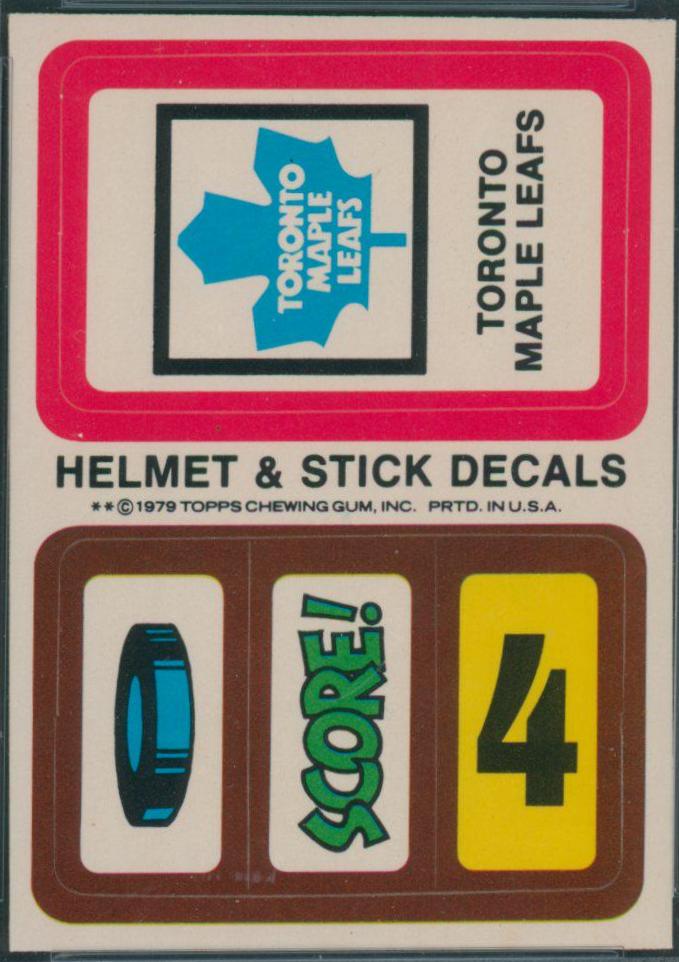 TORONTO
MAPLE
LEAFS
TORONTO
MAPLE LEAFS
HELMET & STICK DECALS
**©1979 TOPPS CHEWING GUM, INC. PRTD. IN U.S.A.
SCORE!
4